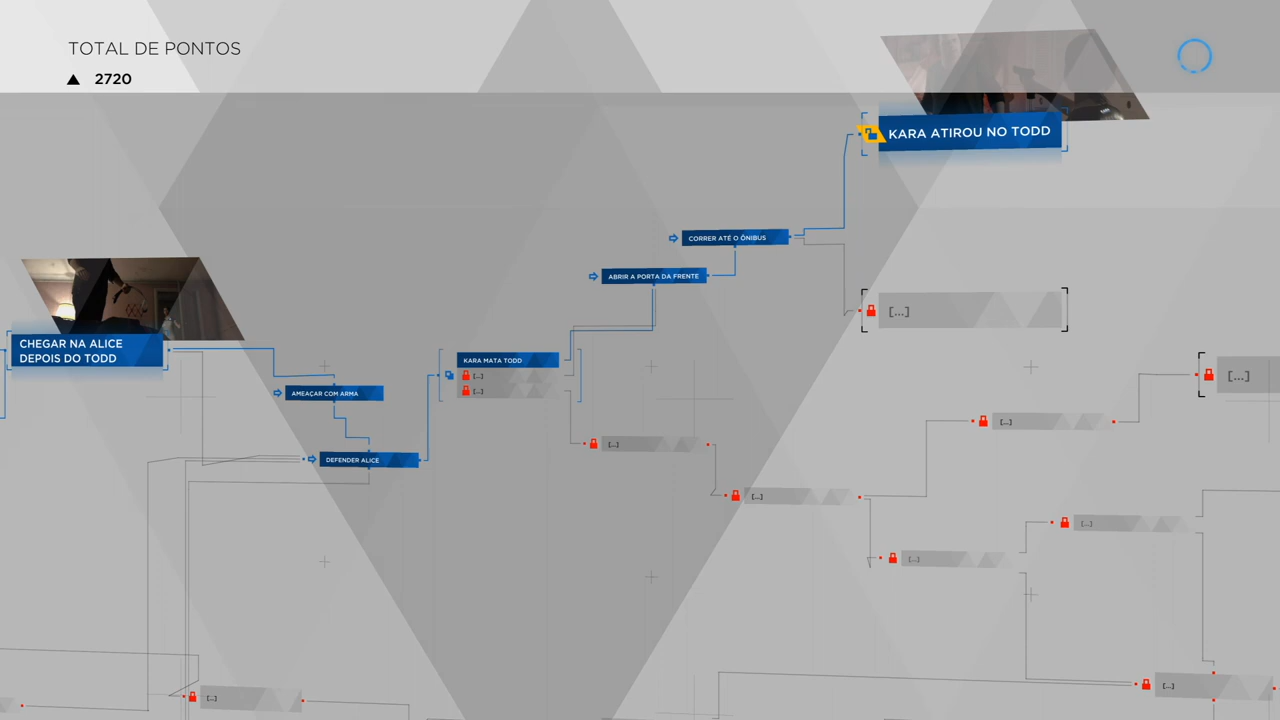 TOTAL DE PONTOS
2720
KARA ATIROU NO TODD
CORRER ATÉ O ÔNIBUS
ABRIR A PORTA DA FRENTE
[...]
CHEGAR NA ALICE
DEPOIS DO TODD
KARA MATA TODD
[...]
[...]
[...]
AMEAÇAR COM ARMA
[...]
[...]
DEFENDER ALICE
[...]
[...]
[...]
[...]
[...]